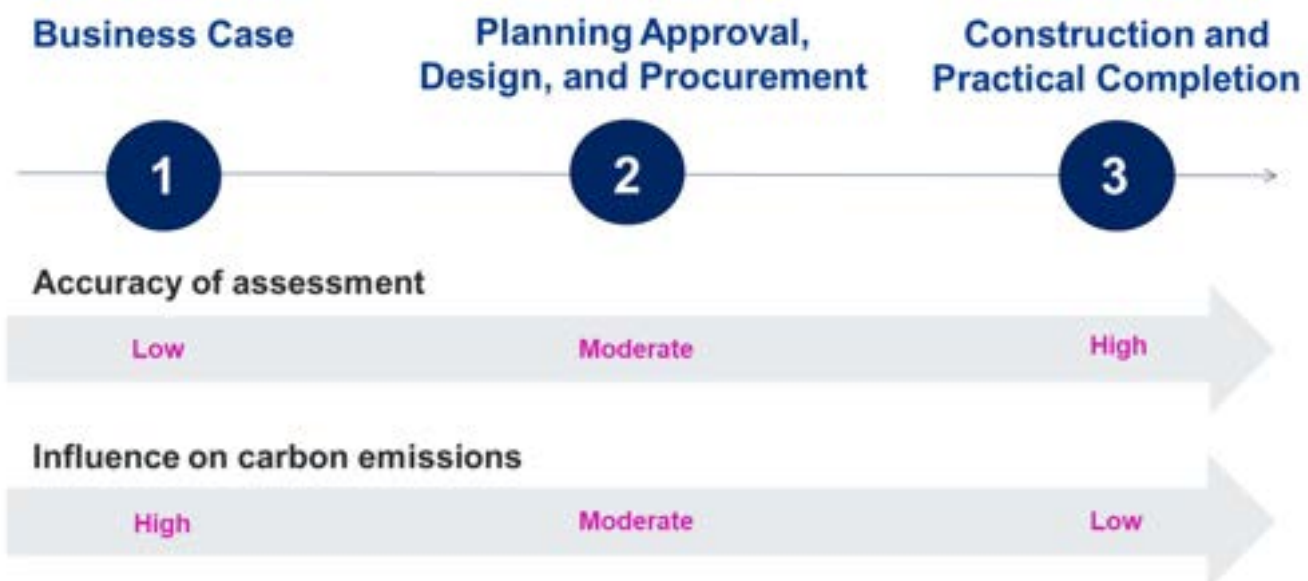 Business Case
Planning Approval,
Design, and Procurement
Construction and
Practical Completion
1
2
3
Accuracy of assessment
Low
Moderate
High
Influence on carbon emissions
High
Moderate
Low